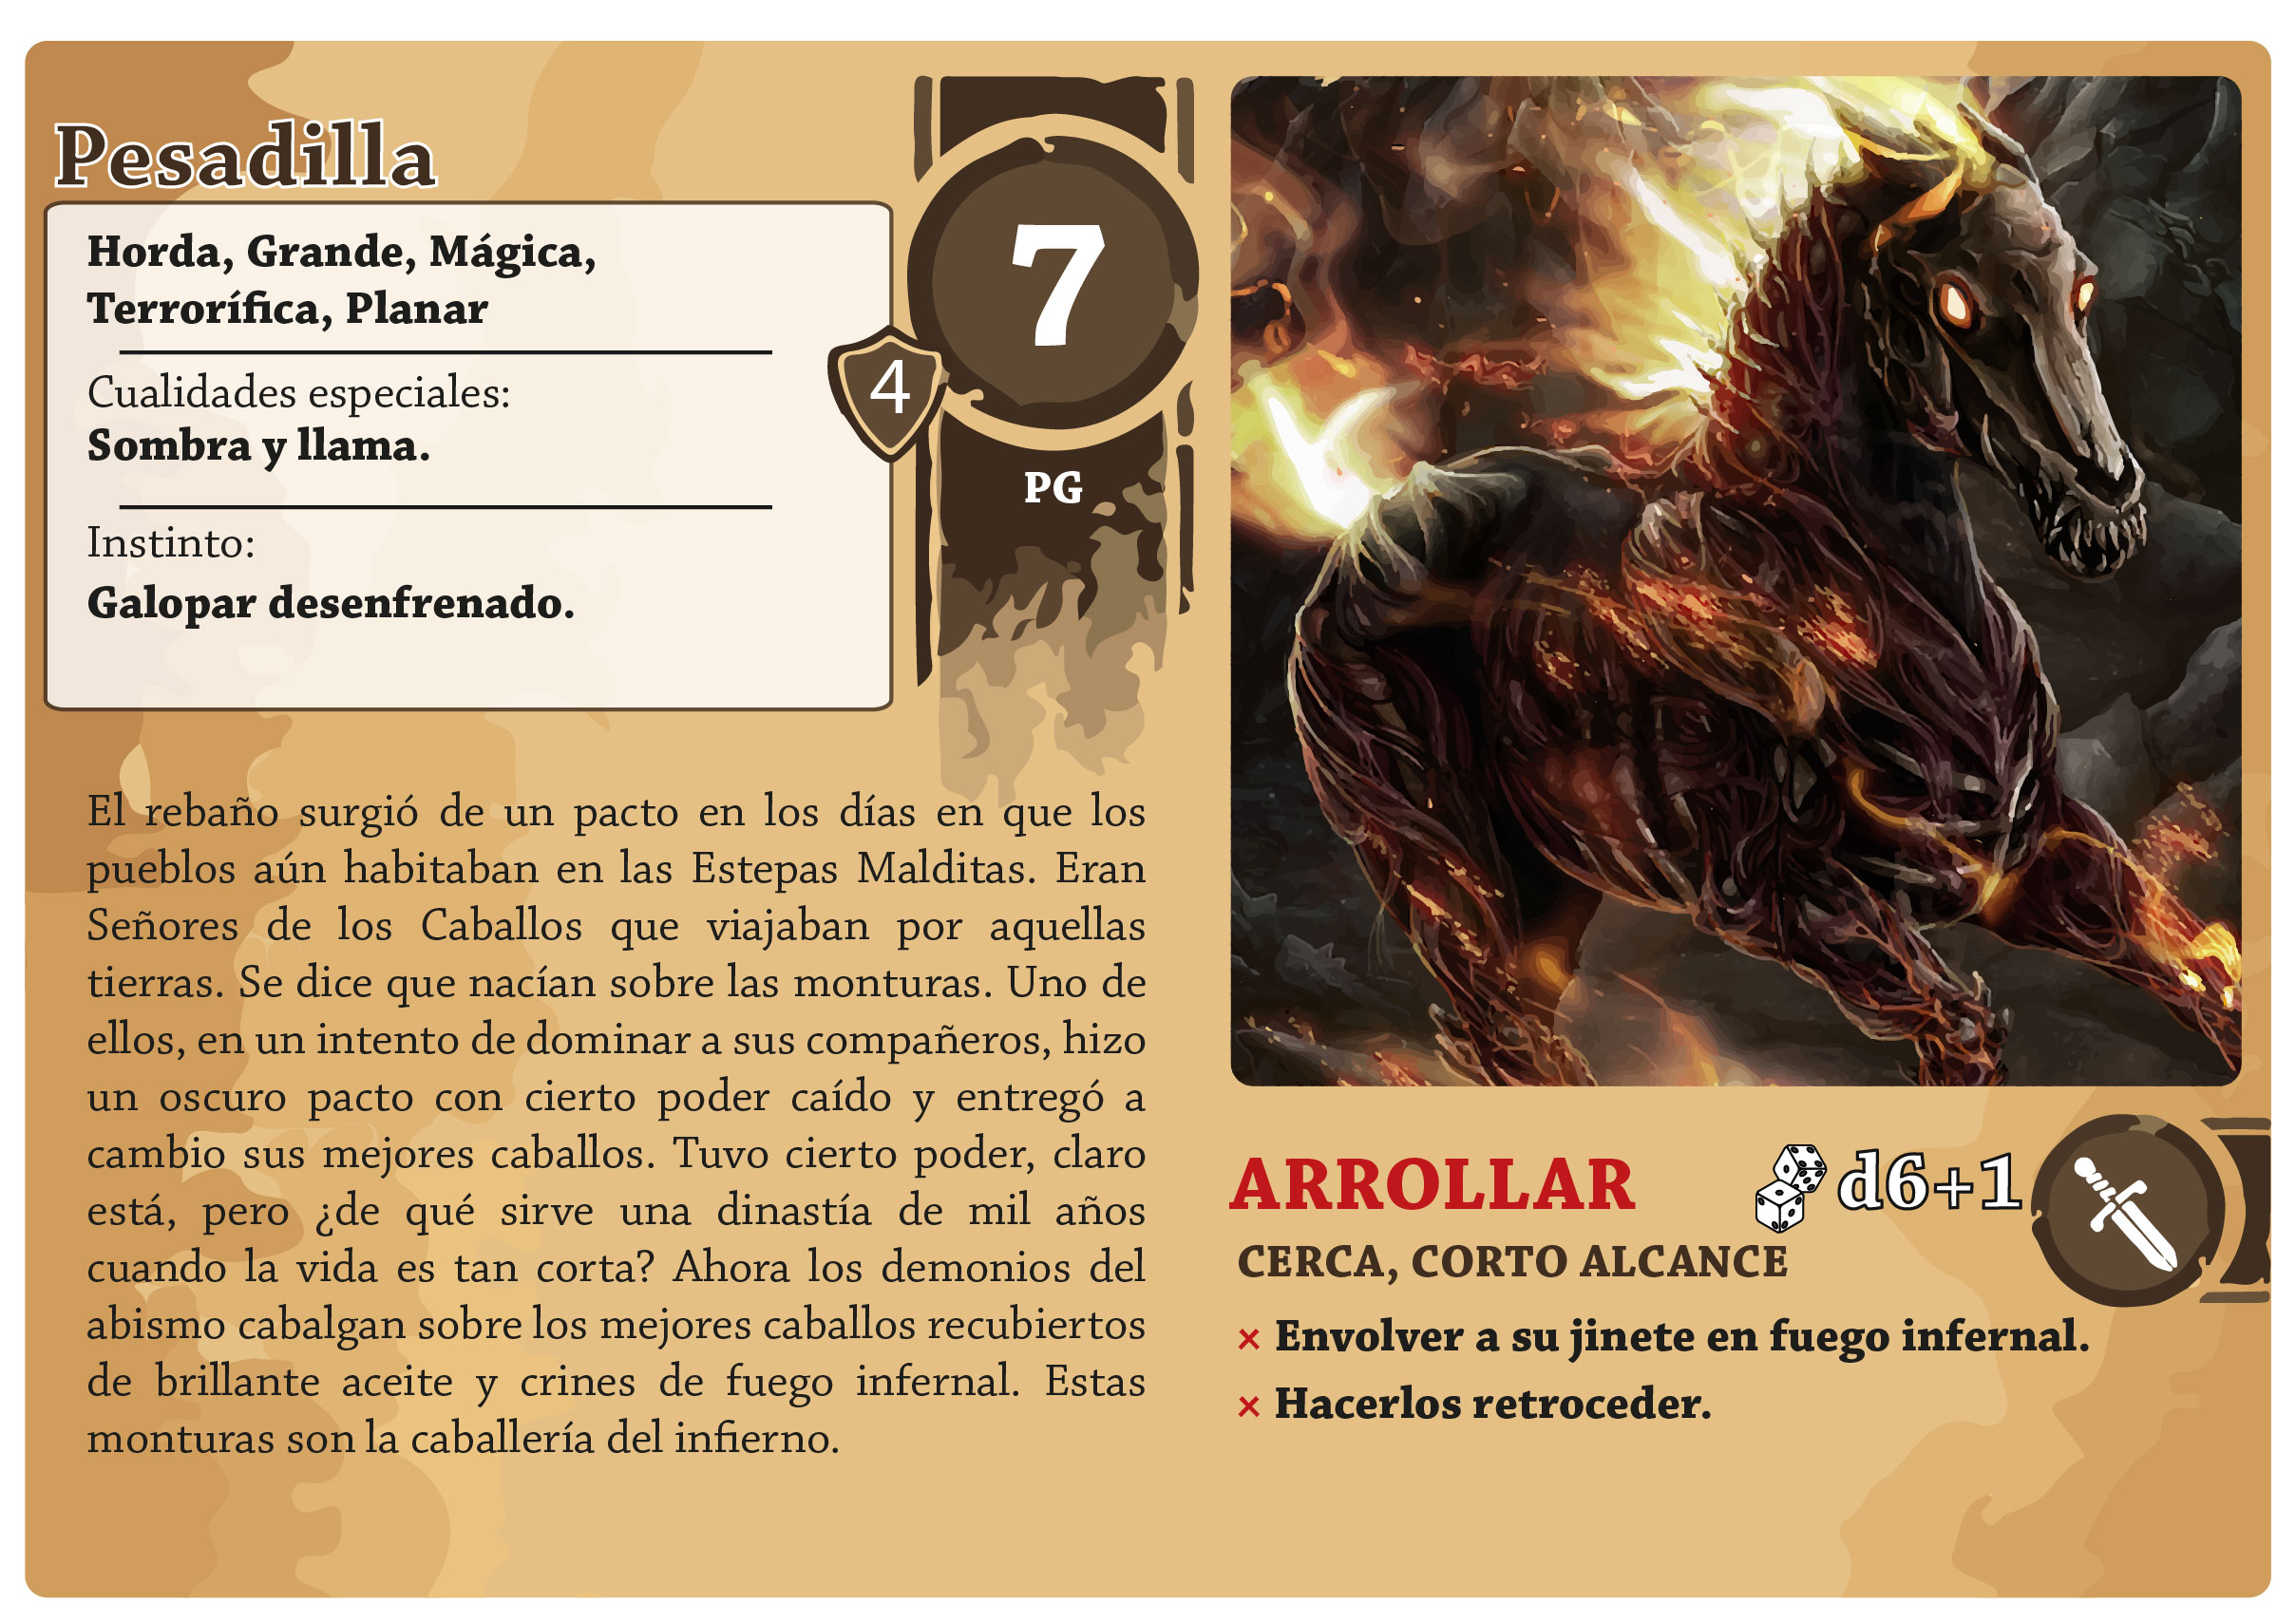 Pesadilla
Horda, Grande, Mágica,
Terrorífica, Planar
Cualidades especiales:
Sombra y llama.
Instinto:
Galopar desenfrenado.
4
7
PG
El rebaño surgió de un pacto en los días en que los
pueblos aún habitaban en las Estepas Malditas. Eran
Señores de los Caballos que viajaban por aquellas
tierras. Se dice que nacían sobre las monturas. Uno de
ellos, en un intento de dominar a sus compañeros, hizo
un oscuro pacto con cierto poder caído y entregó a
cambio sus mejores caballos. Tuvo cierto poder, claro
está, pero ¿de qué sirve una dinastía de mil años
cuando la vida es tan corta? Ahora los demonios del
abismo cabalgan sobre los mejores caballos recubiertos
de brillante aceite y crines de fuego infernal. Estas
monturas son la caballería del infierno.
ARROLLAR
d6+1
CERCA, CORTO ALCANCE
× Envolver a su jinete en fuego infernal.
× Hacerlos retroceder.